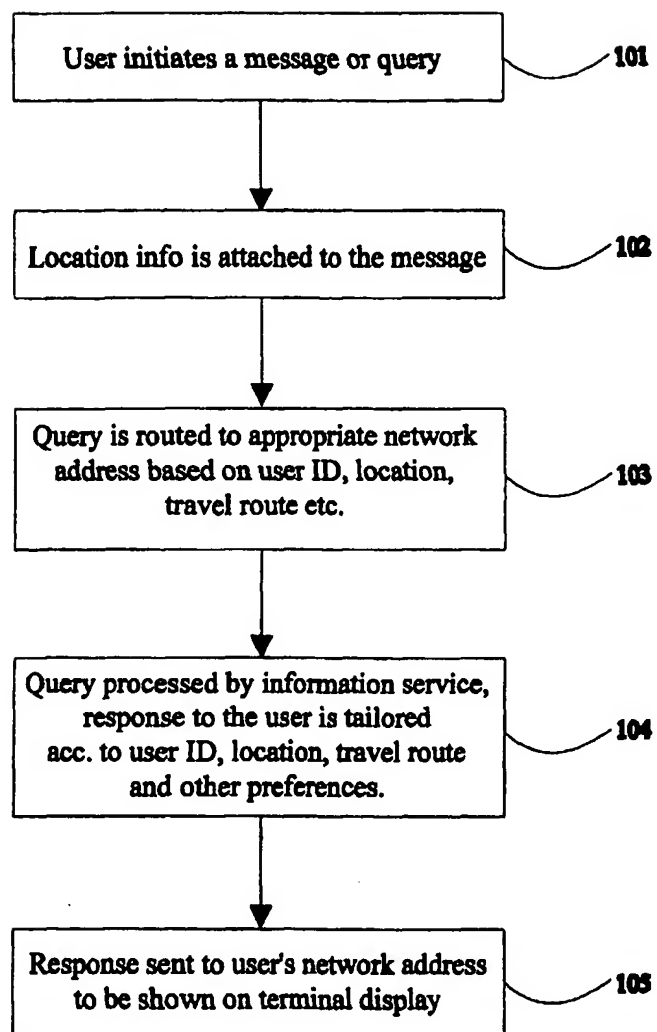 User initiates a message or query
101
Location info is attached to the message
102
Query is routed to appropriate network
address based on user ID, location,
travel route etc.
103
Query processed by information service,
response to the user is tailored
acc. to user ID, location, travel route
and other preferences.
104
Response sent to user's network address
to be shown on terminal display
105